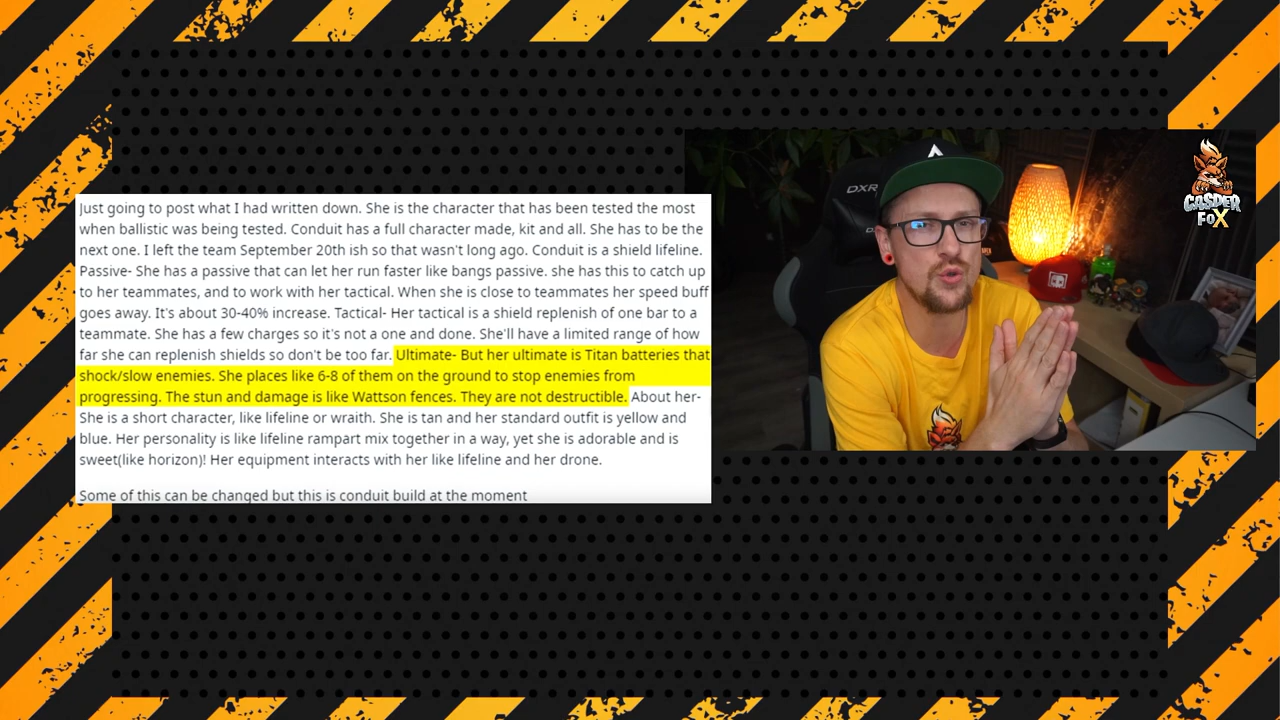 Just going to post what I had written down. She is the character that has been tested the most
when ballistic was being tested. Conduit has a full character made, kit and all. She has to be the
next one. I left the team September 20th ish so that wasn't long ago. Conduit is a shield lifeline.
Passive- She has a passive that can let her run faster like bangs passive. she has this to catch up
to her teammates, and to work with her tactical. When she is close to teammates her speed buff
goes away. It's about 30-40% increase. Tactical- Her tactical is a shield replenish of one bar to a
teammate. She has a few charges so it's not a one and done. She'll have a limited range of how
far she can replenish shields so don't be too far. Ultimate- But her ultimate is Titan batteries that
shock/slow enemies. She places like 6-8 of them on the ground to stop enemies from
progressing. The stun and damage is like Wattson fences. They are not destructible. About her-
She is a short character, like lifeline or wraith. She is tan and her standard outfit is yellow and
blue. Her personality is like lifeline rampart mix together in a way, yet she is adorable and is
sweet(like horizon)! Her equipment interacts with her like lifeline and her drone.
Some of this can be changed but this is conduit build at the moment
DXR
CASPER
FOX